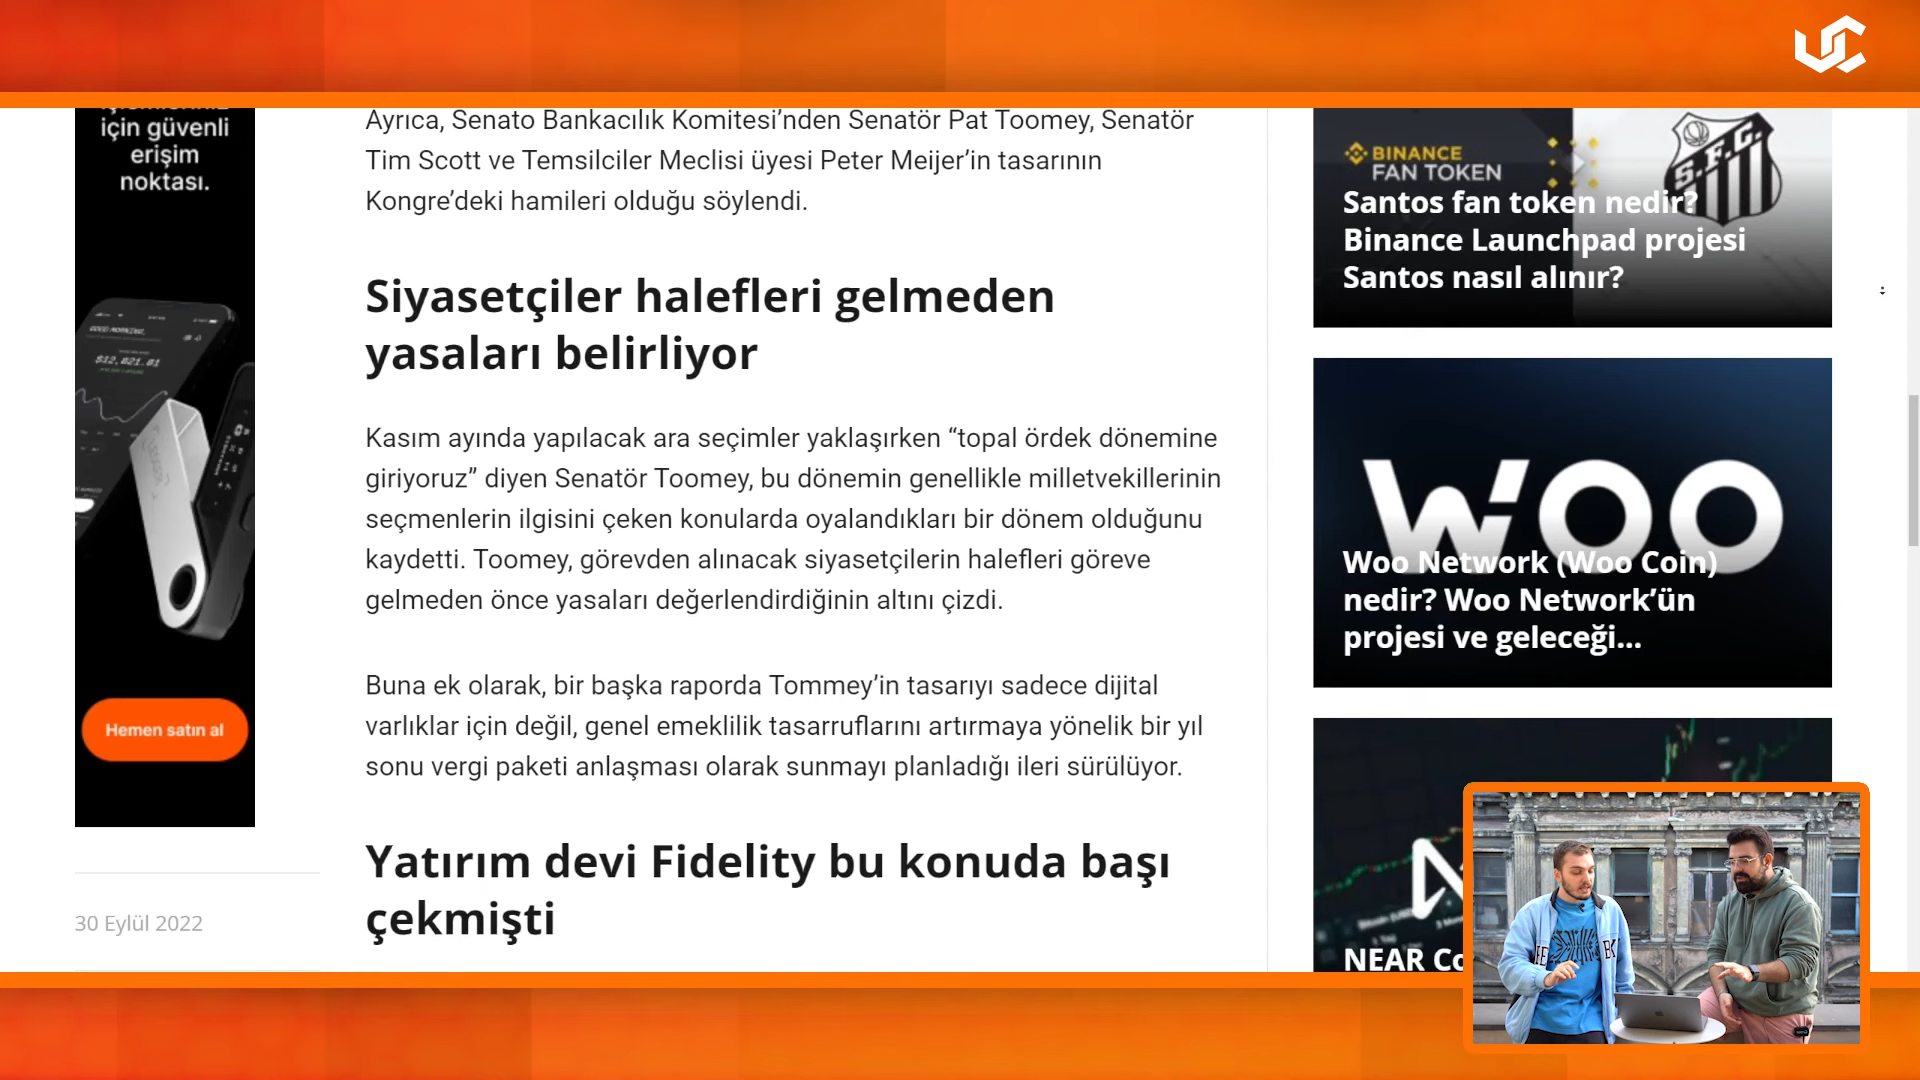 için güvenli
erişim
noktası.
GOOD MORNING,
$12,821.01
Hemen satın al
30 Eylül 2022
Ayrıca, Senato Bankacılık Komitesi’nden Senatör Pat Toomey, Senatör
Tim Scott ve Temsilciler Meclisi üyesi Peter Meijer’in tasarının
Kongre’deki hamileri olduğu söylendi.
Siyasetçiler halefleri gelmeden
yasaları belirliyor
Kasım ayında yapılacak ara seçimler yaklaşırken “topal ördek dönemine
giriyoruz” diyen Senatör Toomey, bu dönemin genellikle milletvekillerinin
seçmenlerin ilgisini çeken konularda oyalandıkları bir dönem olduğunu
kaydetti. Toomey, görevden alınacak siyasetçilerin halefleri göreve
gelmeden önce yasaları değerlendirdiğinin altını çizdi.
Buna ek olarak, bir başka raporda Tommey’in tasarıyı sadece dijital
varlıklar için değil, genel emeklilik tasarruflarını artırmaya yönelik bir yıl
sonu vergi paketi anlaşması olarak sunmayı planladığı ileri sürülüyor.
Yatırım devi Fidelity bu konuda başı
çekmişti
BINANCE
FAN TOKEN
S.F.C.
Santos fan token nedir?
Binance Launchpad projesi
Santos nasıl alınır?
WOO
Woo Network (Woo Coin)
nedir? Woo Network’ün
projesi ve geleceği...
NEAR